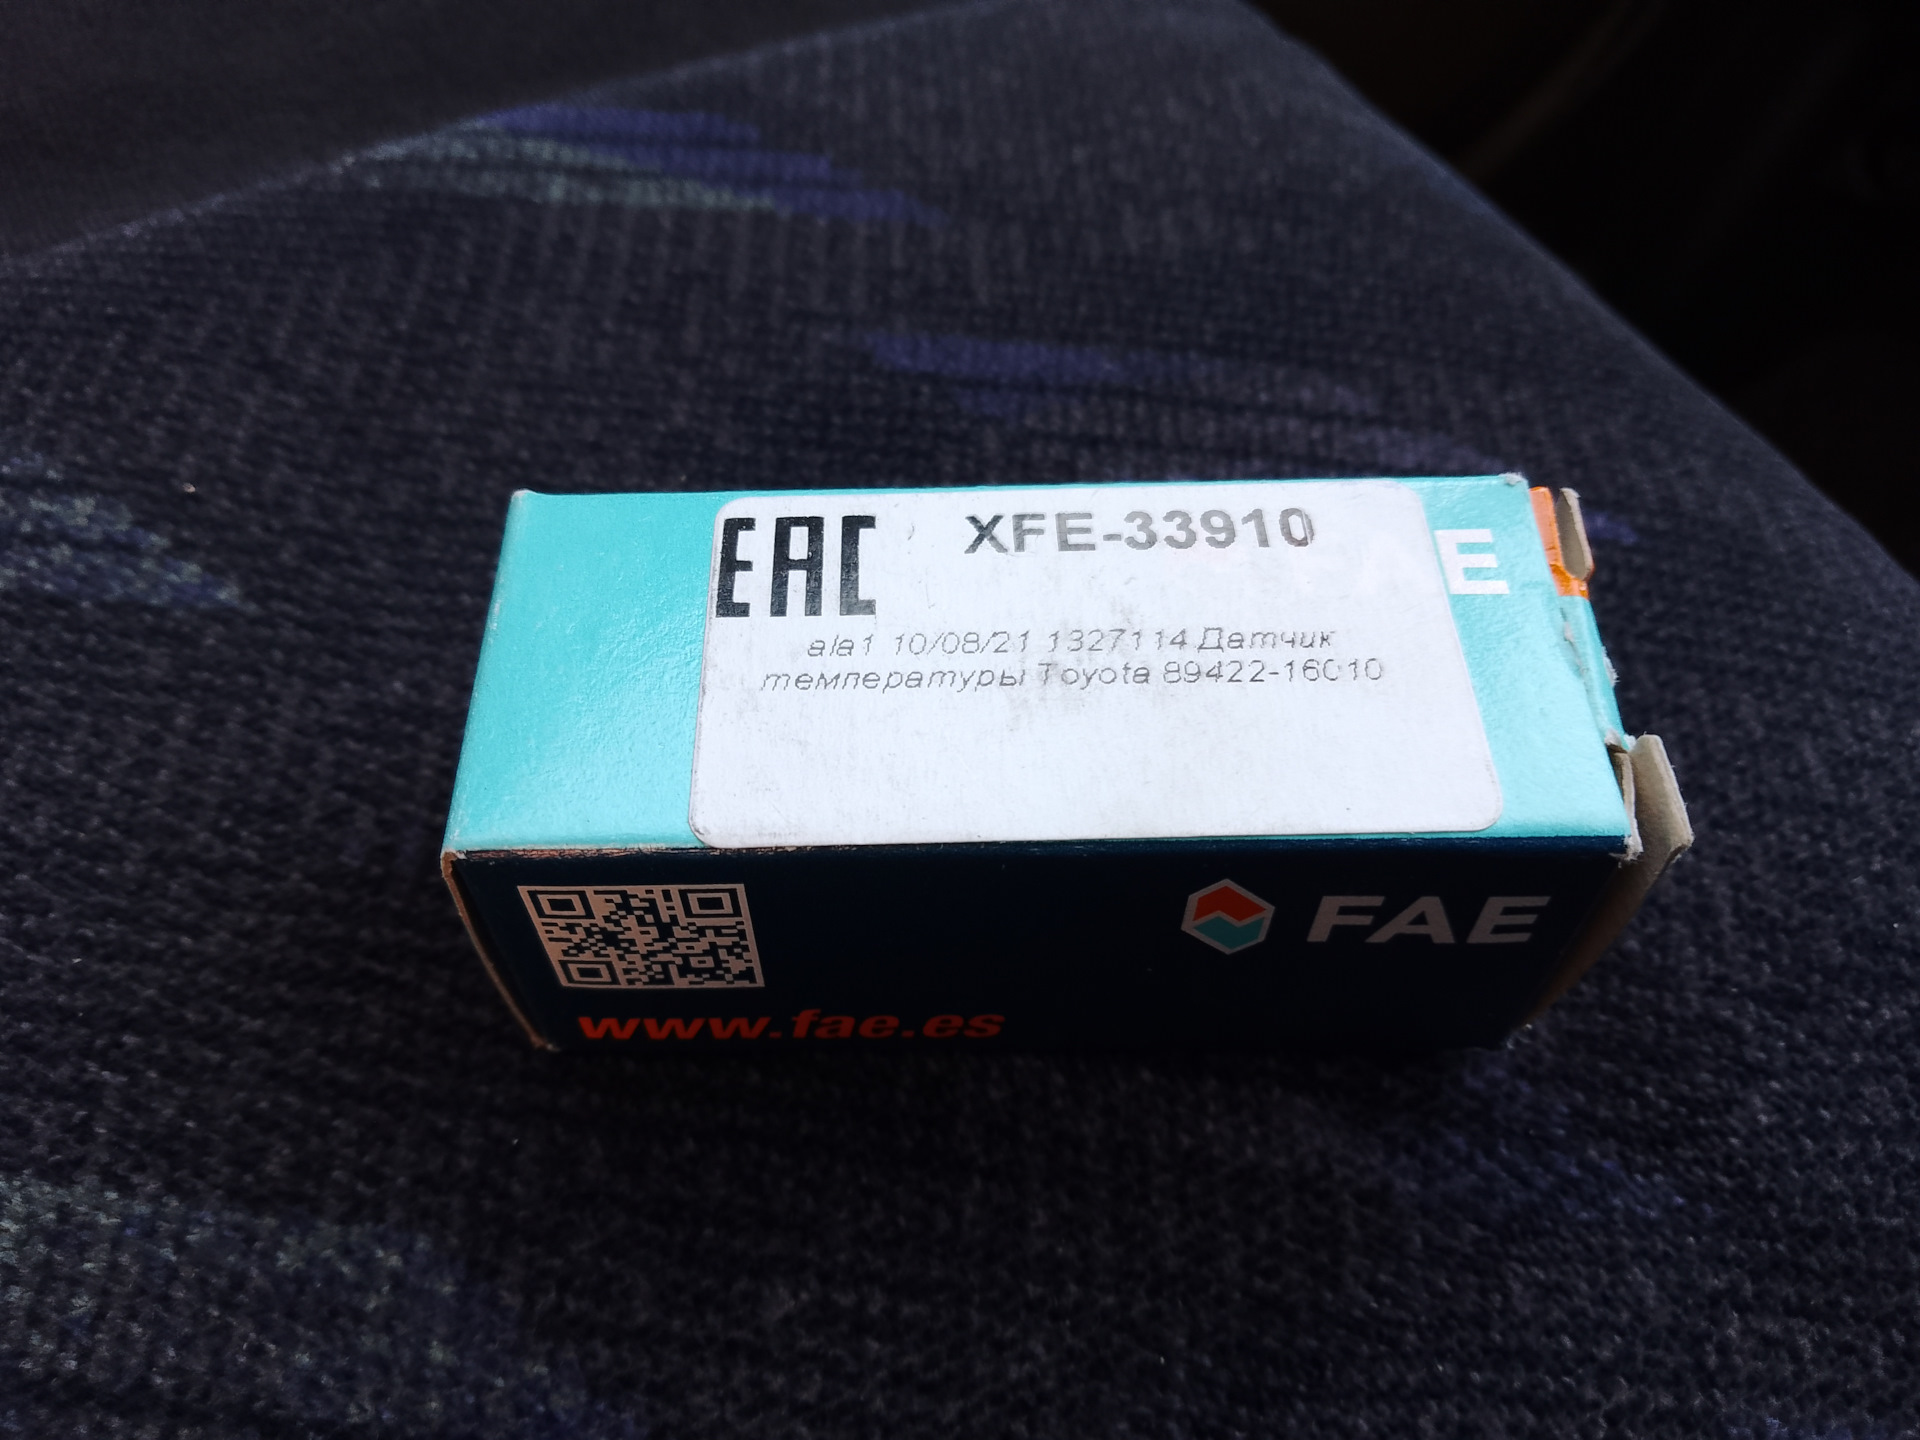 EAC
XFE-33910
E
ala1 10/08/21 1327114 Датчик
температуры Toyota 89422-16010
FAE
www.fae.es